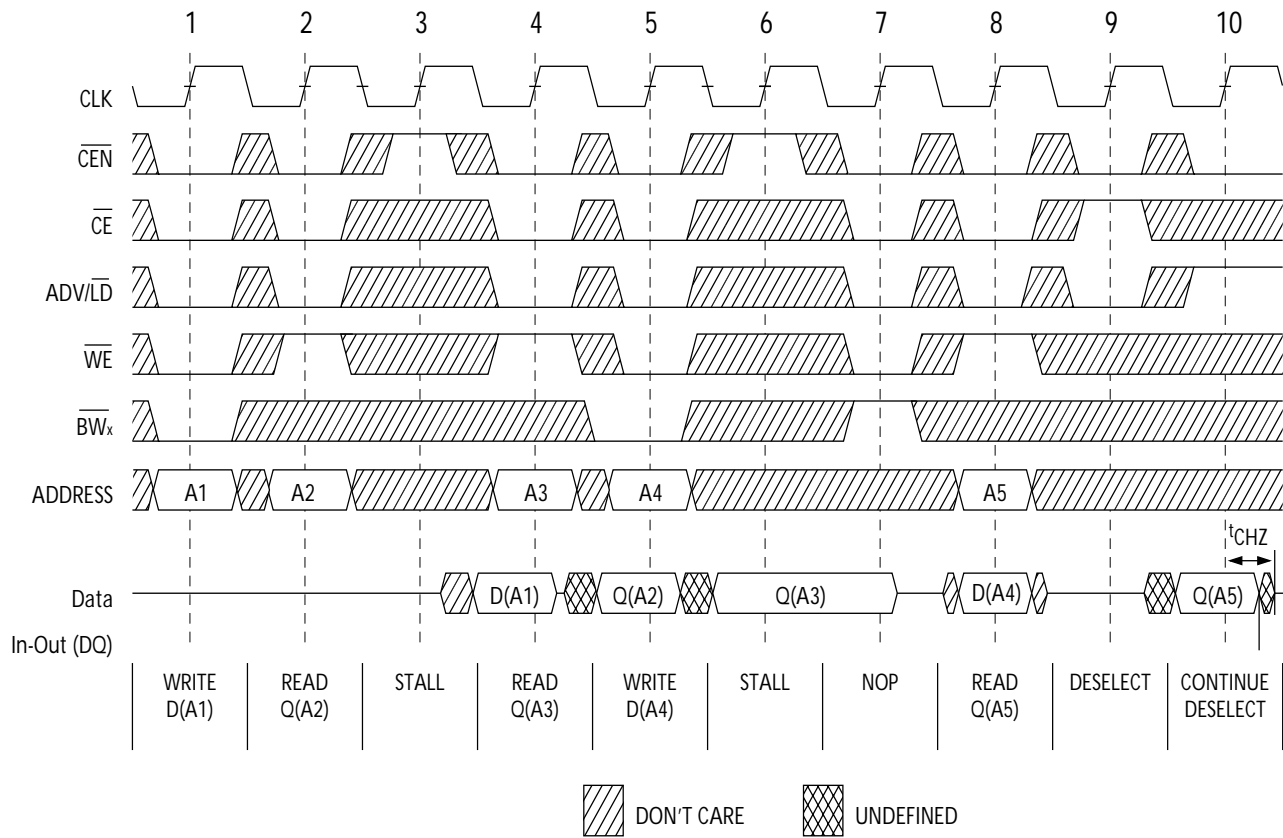 1 2 3 4 5 6 7 8 9 10
CLK
CEN
CE
ADV/LD
WE
BWx
ADDRESS A1 A2 A3 A4 A5
tCHZ
Data D(A1) Q(A2) Q(A3) D(A4) Q(A5)
In-Out (DQ)
WRITE READ STALL READ WRITE STALL NOP READ DESELECT CONTINUE
D(A1) Q(A2) Q(A3) D(A4) Q(A5) DESELECT
DON'T CARE UNDEFINED